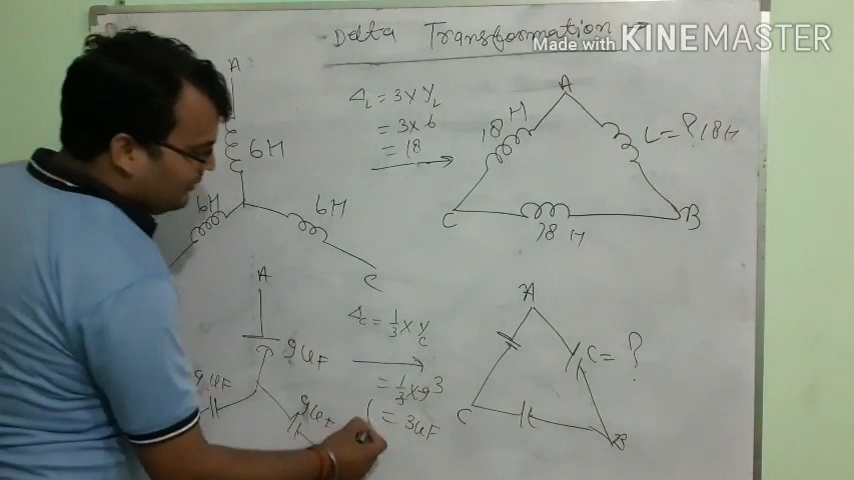 Delta Transformation →
Made with KINEMASTER
A
6H
6H
6H
C
ΔL = 3 x YL
= 3 x 6
= 18
A
18 H
L = ? 18H
C
B
18 H
A
9uF
9uF
9uF
ΔC = 1/3 x YC
= 1/3 x 9 3
= 3uF
A
C = ?
C
B